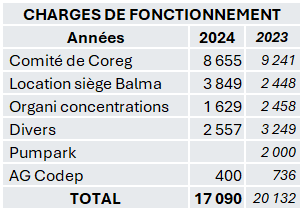 CHARGES DE FONCTIONNEMENT
Années 2024 2023
Comité de Coreg 8 655 9 241
Location siège Balma 3 849 2 448
Organi concentrations 1 629 2 458
Divers 2 557 3 249
Pumpark 2 000
AG Codep 400 736
TOTAL 17 090 20 132